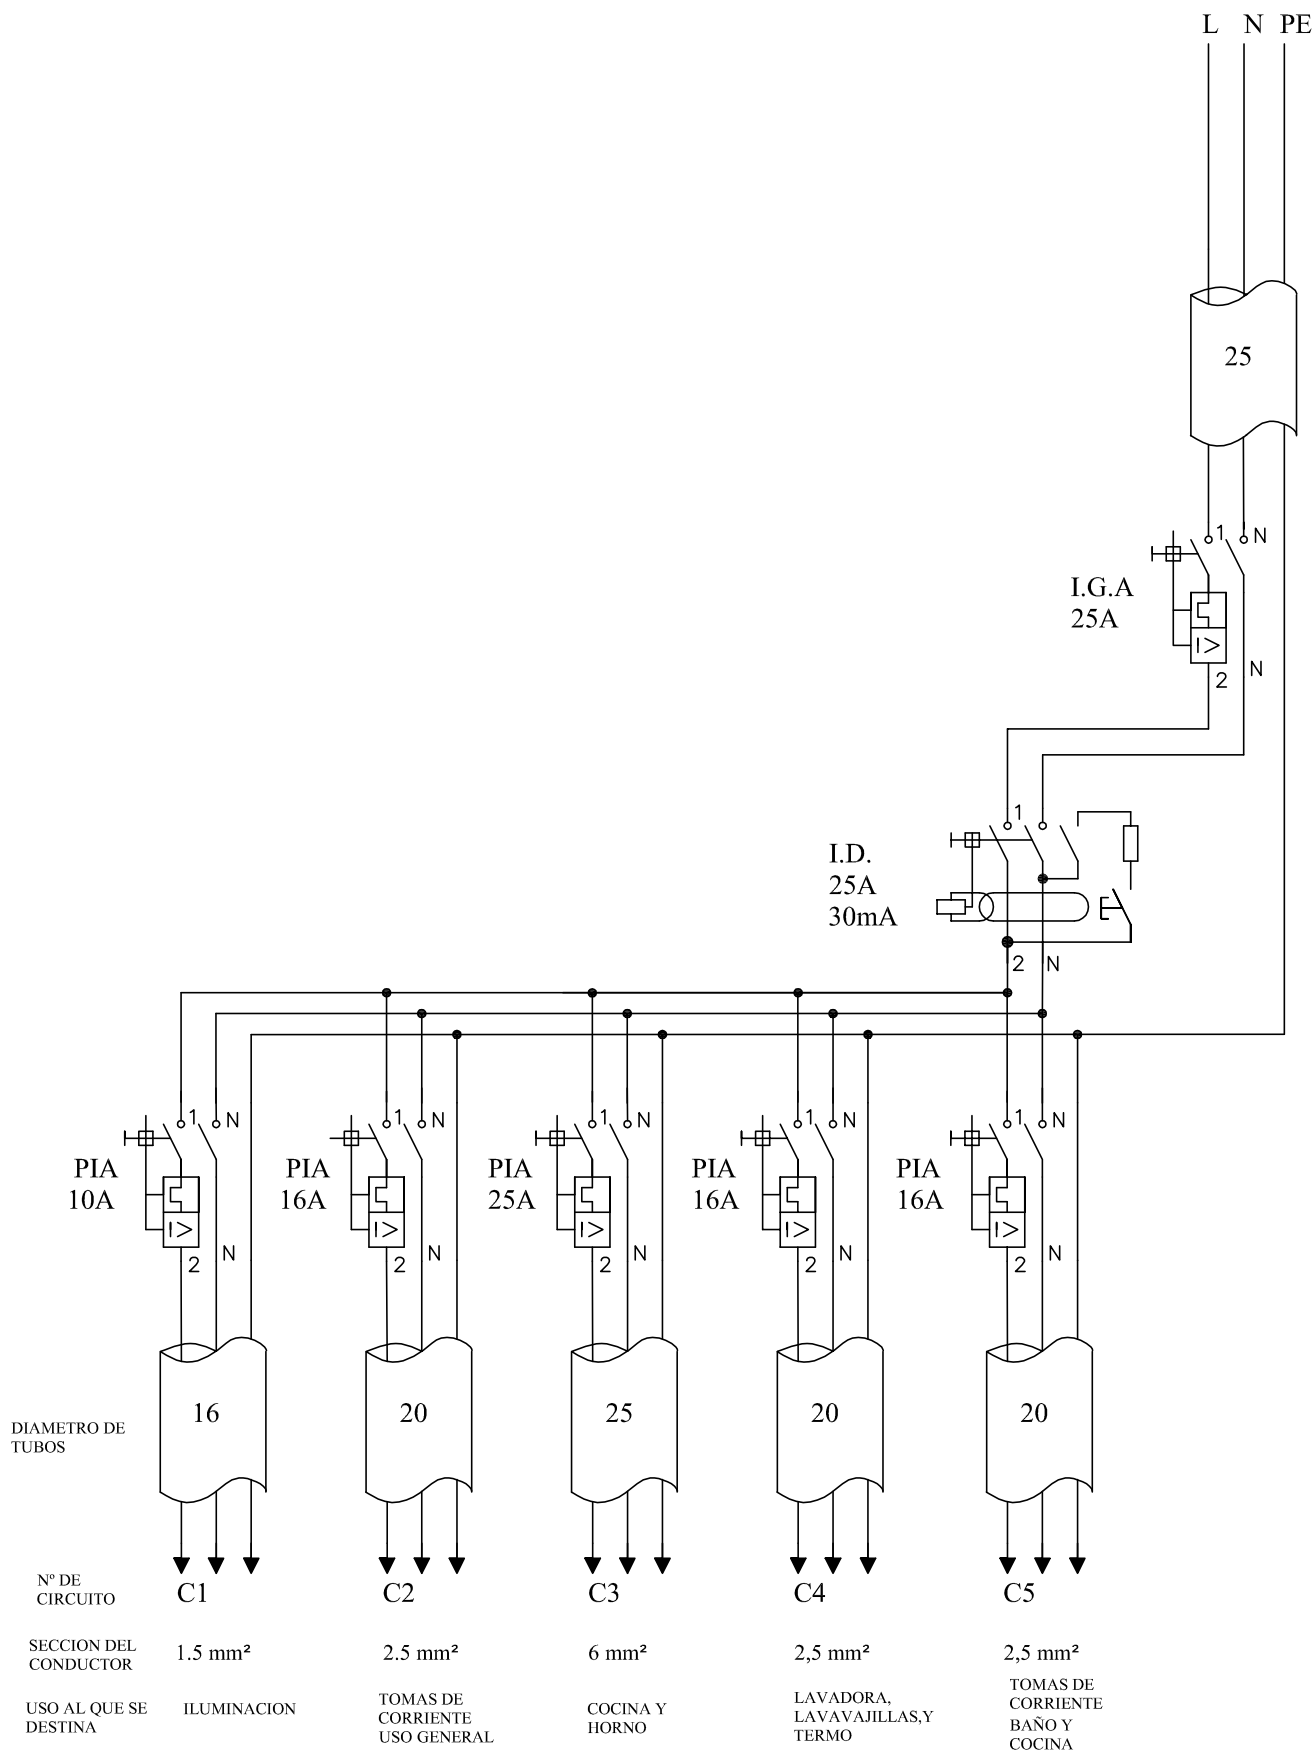 L N PE
25
1 N
I.G.A
25A
N
2
1
I.D.
25A
30mA
2 N
1 N
1 N
1 N
1 N
1 N
PIA
10A
PIA
16A
PIA
25A
PIA
16A
PIA
16A
I> I> I> I> I> I>
2 N
2 N
2 N
2 N
2 N
DIAMETRO DE
TUBOS
16 20 25 20 20
Nº DE
CIRCUITO
C1 C2 C3 C4 C5
SECCION DEL
CONDUCTOR
1.5 mm² 2.5 mm² 6 mm² 2,5 mm² 2,5 mm²
USO AL QUE SE
DESTINA
ILUMINACION
TOMAS DE
CORRIENTE
USO GENERAL
COCINA Y
HORNO
LAVADORA,
LAVAVAJILLAS,Y
TERMO
TOMAS DE
CORRIENTE
BAÑO Y
COCINA